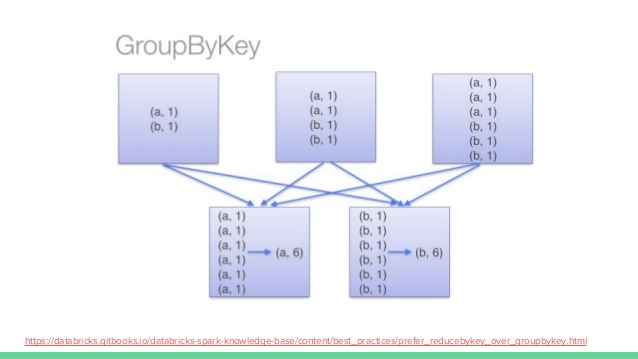 GroupByKey
(a, 1)
(b, 1)
(a, 1)
(a, 1)
(b, 1)
(b, 1)
(a, 1)
(a, 1)
(a, 1)
(b, 1)
(b, 1)
(b, 1)
(a, 1)
(a, 1)
(a, 1)
(a, 1)
(a, 1)
(a, 1)
(a, 6)
(b, 1)
(b, 1)
(b, 1)
(b, 1)
(b, 1)
(b, 1)
(b, 6)
https://databricks.gitbooks.io/databricks-spark-knowledge-base/content/best_practices/prefer_reducebykey_over_groupbykey.html